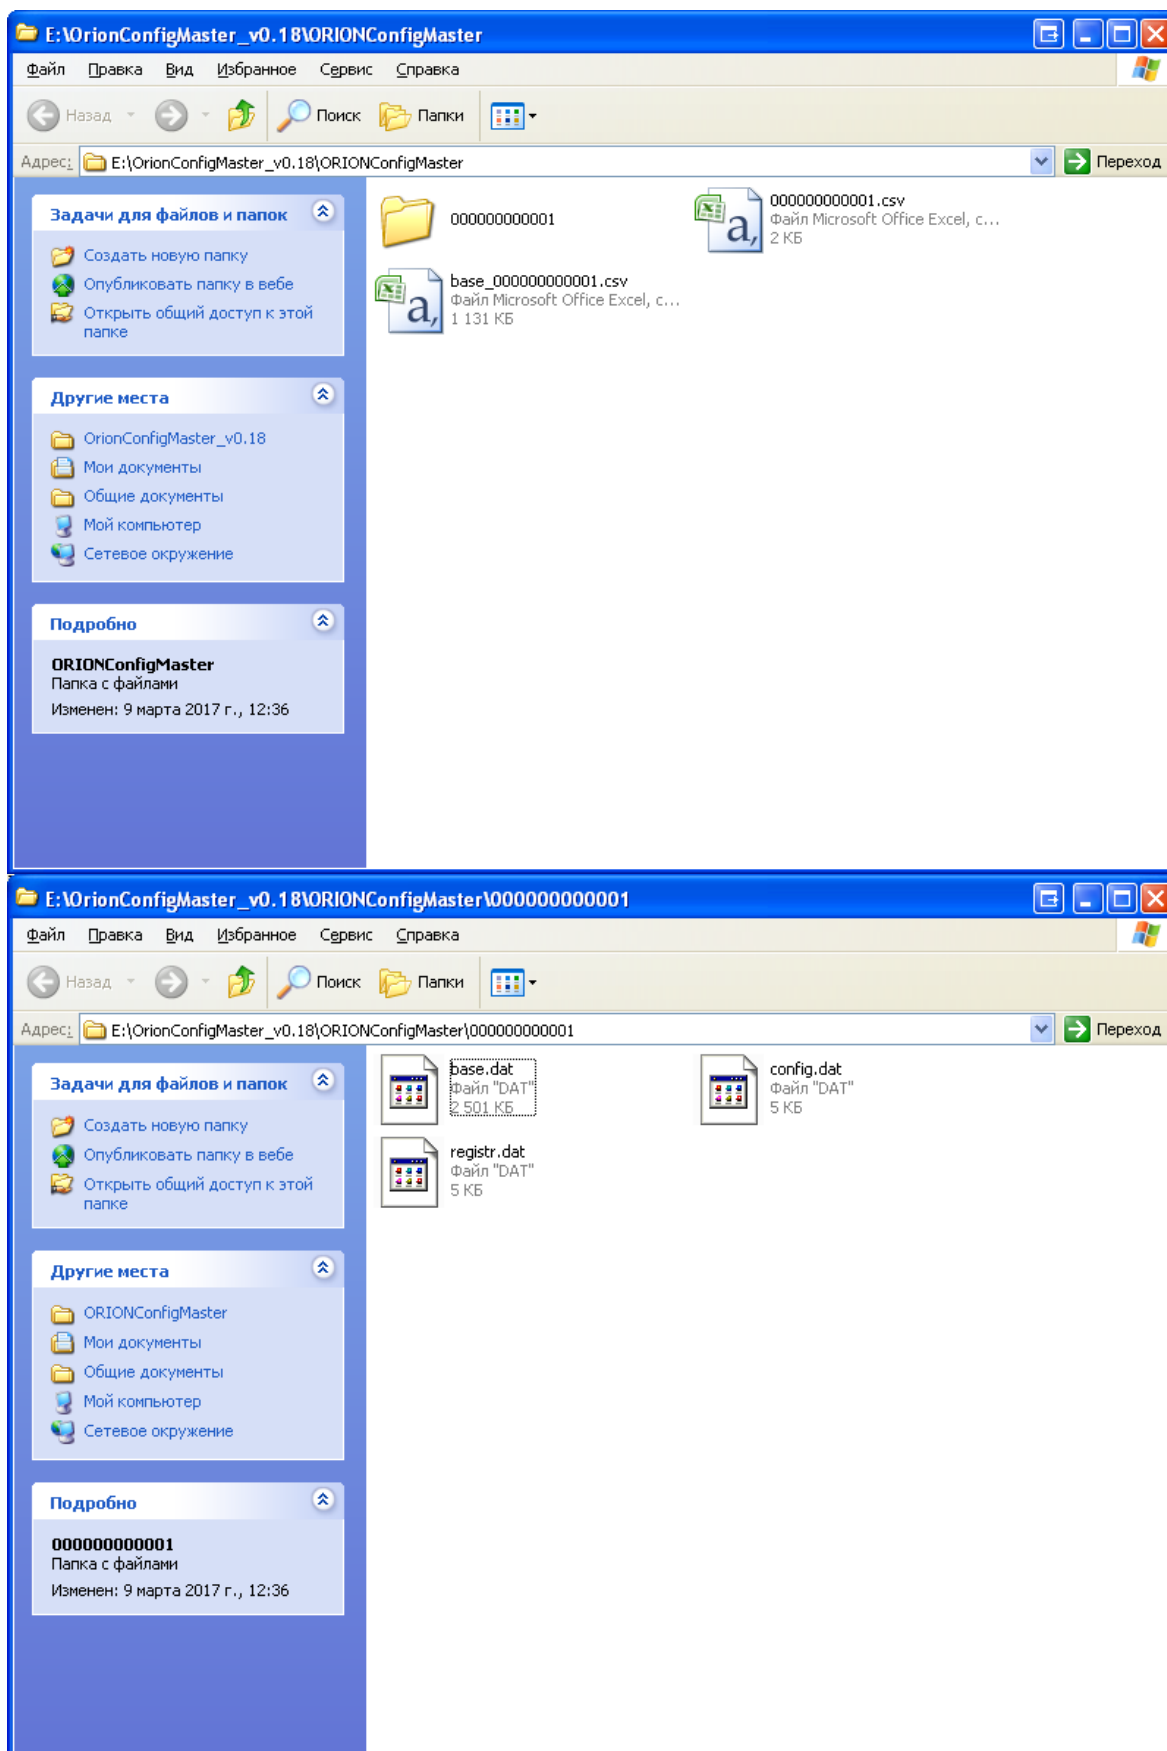 E:\OrionConfigMaster_v0.18\ORIONConfigMaster
Файл Правка Вид Избранное Сервис Справка
Назад Поиск Папки
Адрес: E:\OrionConfigMaster_v0.18\ORIONConfigMaster Переход
Задачи для файлов и папок
Создать новую папку
Опубликовать папку в вебе
Открыть общий доступ к этой
папке
Другие места
OrionConfigMaster_v0.18
Мои документы
Общие документы
Мой компьютер
Сетевое окружение
Подробно
ORIONConfigMaster
Папка с файлами
Изменен: 9 марта 2017 г., 12:36
000000000001
000000000001.csv
Файл Microsoft Office Excel, с...
2 КБ
base_000000000001.csv
Файл Microsoft Office Excel, с...
1 131 КБ
E:\OrionConfigMaster_v0.18\ORIONConfigMaster\000000000001
Файл Правка Вид Избранное Сервис Справка
Назад Поиск Папки
Адрес: E:\OrionConfigMaster_v0.18\ORIONConfigMaster\000000000001 Переход
Задачи для файлов и папок
Создать новую папку
Опубликовать папку в вебе
Открыть общий доступ к этой
папке
Другие места
ORIONConfigMaster
Мои документы
Общие документы
Мой компьютер
Сетевое окружение
Подробно
000000000001
Папка с файлами
Изменен: 9 марта 2017 г., 12:36
base.dat
Файл "DAT"
2 501 КБ
config.dat
Файл "DAT"
5 КБ
registr.dat
Файл "DAT"
5 КБ